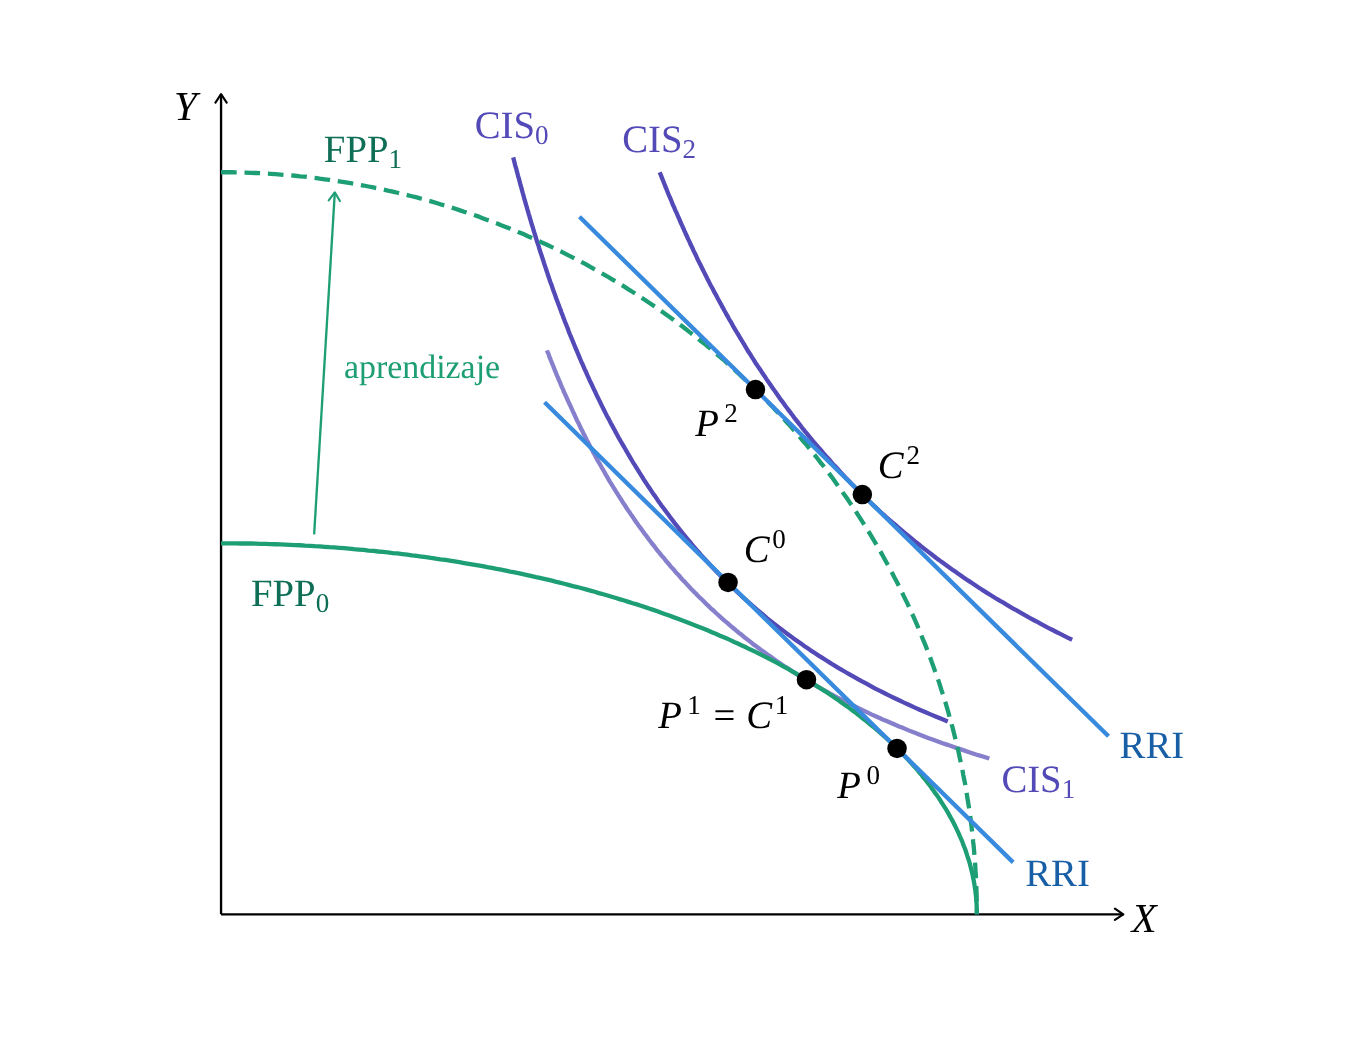 Y
CIS₀
CIS₂
FPP₁
aprendizaje
P²
C²
C⁰
FPP₀
P¹ = C¹
RRI
P⁰
CIS₁
RRI
X